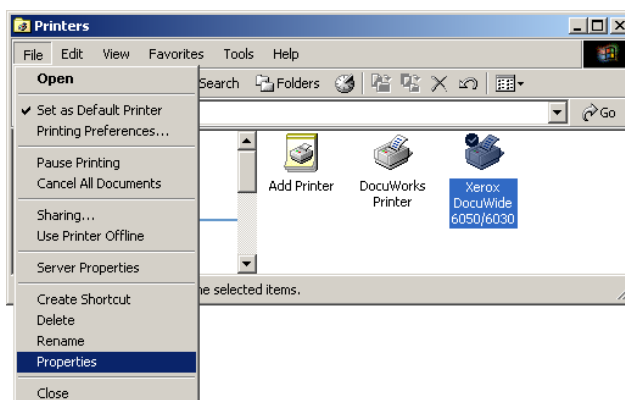 Printers
File Edit View Favorites Tools Help
Search Folders
Go
Open
Set as Default Printer
Printing Preferences...
Pause Printing
Cancel All Documents
Sharing...
Use Printer Offline
Server Properties
Create Shortcut
Delete
Rename
Properties
Close
Add Printer
DocuWorks
Printer
Xerox
DocuWide
6050/6030
he selected items.